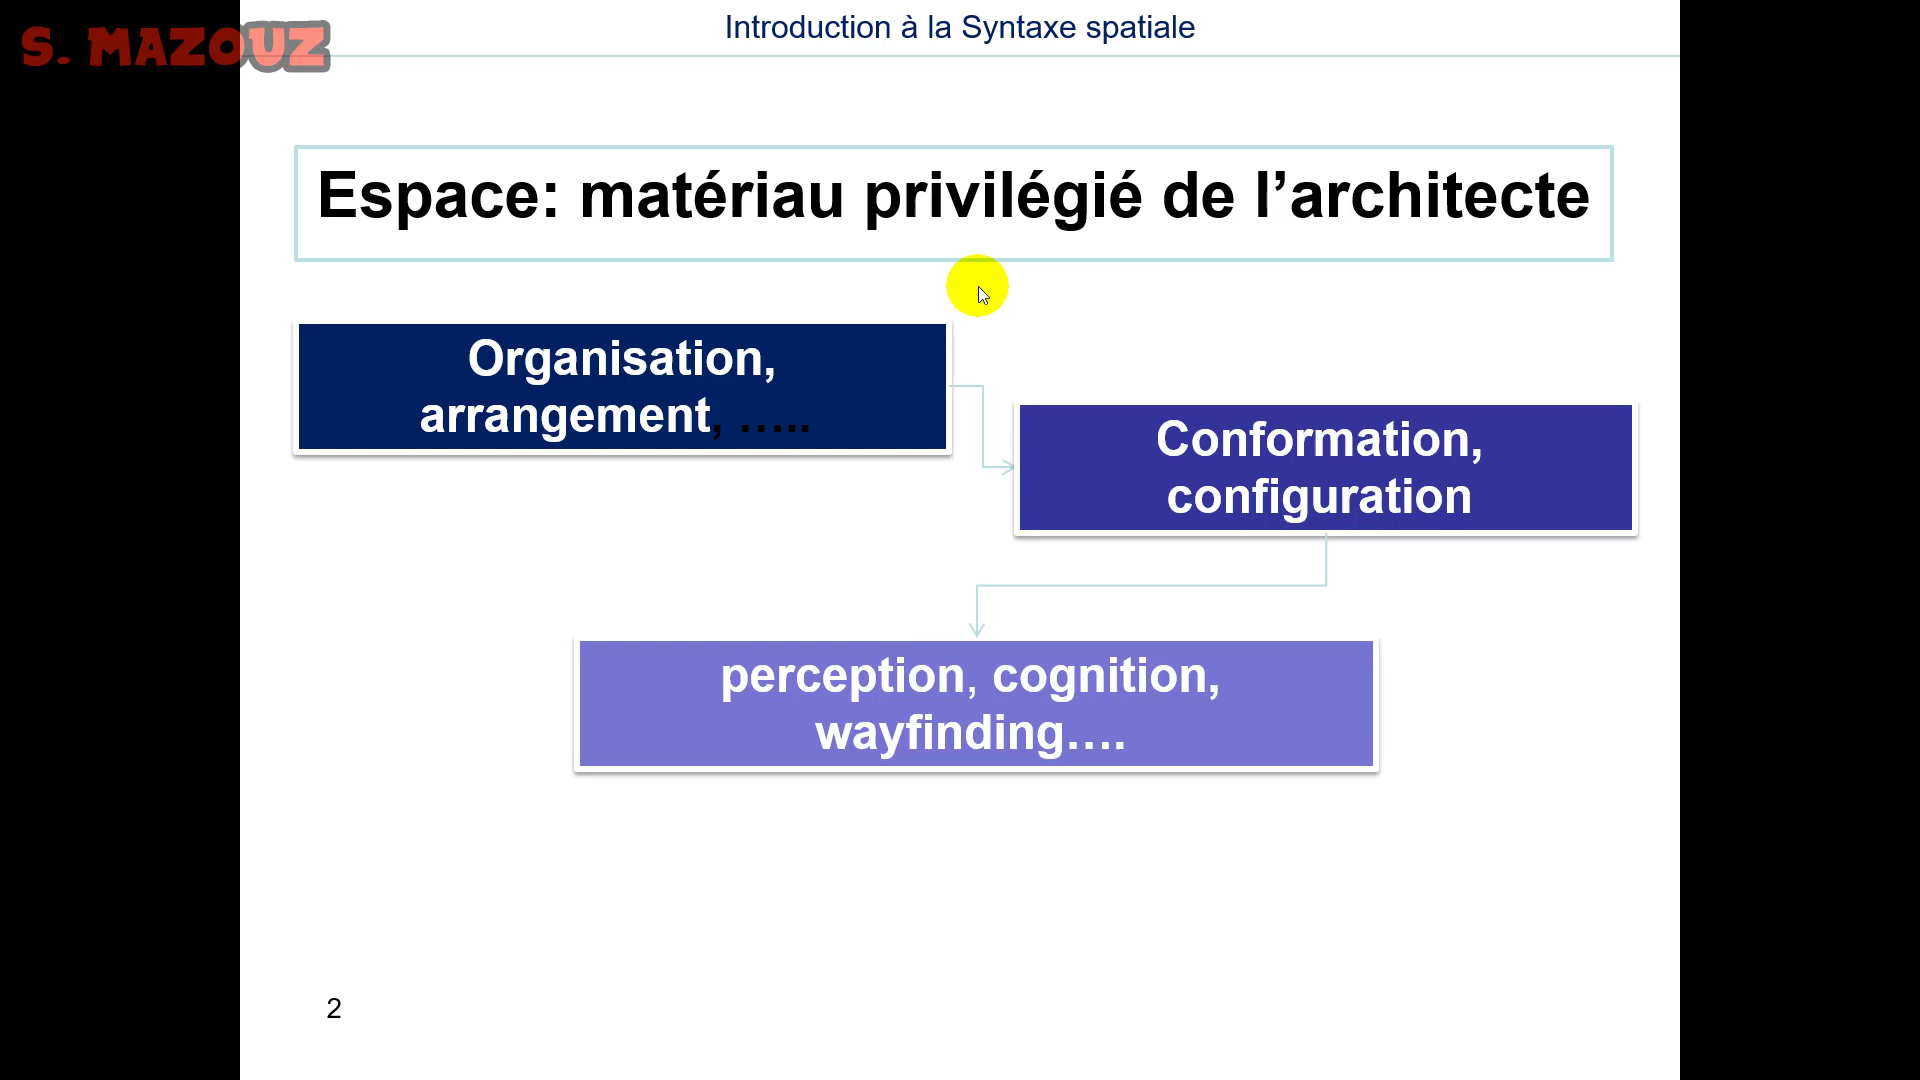 S. MAZOUZ
Introduction à la Syntaxe spatiale
Espace: matériau privilégié de l’architecte
Organisation,
arrangement, …..
Conformation,
configuration
perception, cognition,
wayfinding….
2